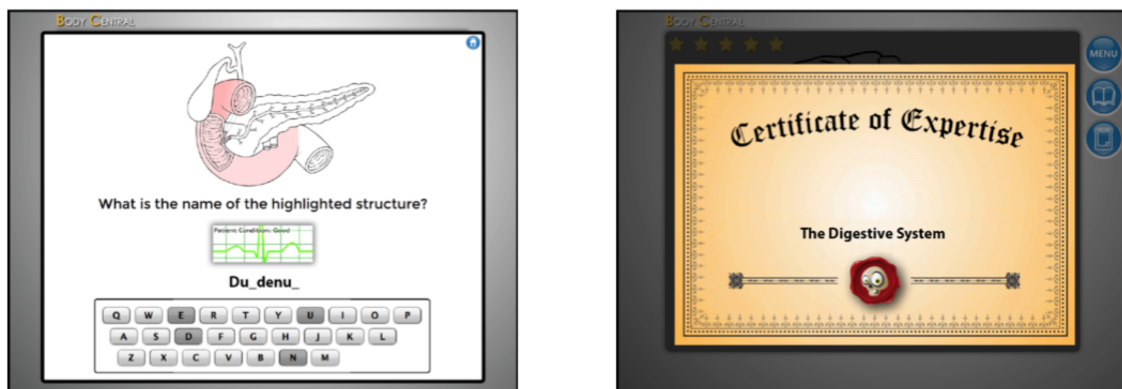 BODY CENTRAL
What is the name of the highlighted structure?
Patient Condition: Good
Du_denu_
Q W E R T Y U I O P
A S D F G H J K L
Z X C V B N M
BODY CENTRAL
MENU
Certificate of Expertise
The Digestive System